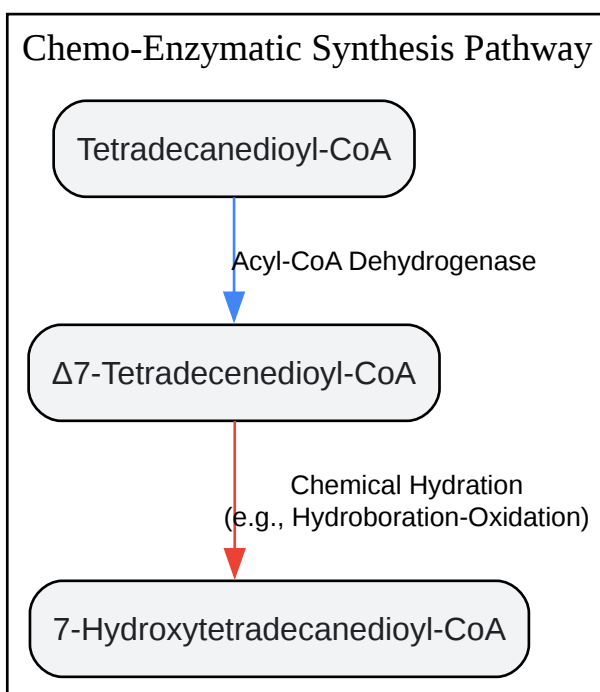 Chemo-Enzymatic Synthesis Pathway
Tetradecanedioyl-CoA
Acyl-CoA Dehydrogenase
Δ7-Tetradecenedioyl-CoA
Chemical Hydration
(e.g., Hydroboration-Oxidation)
7-Hydroxytetradecanedioyl-CoA